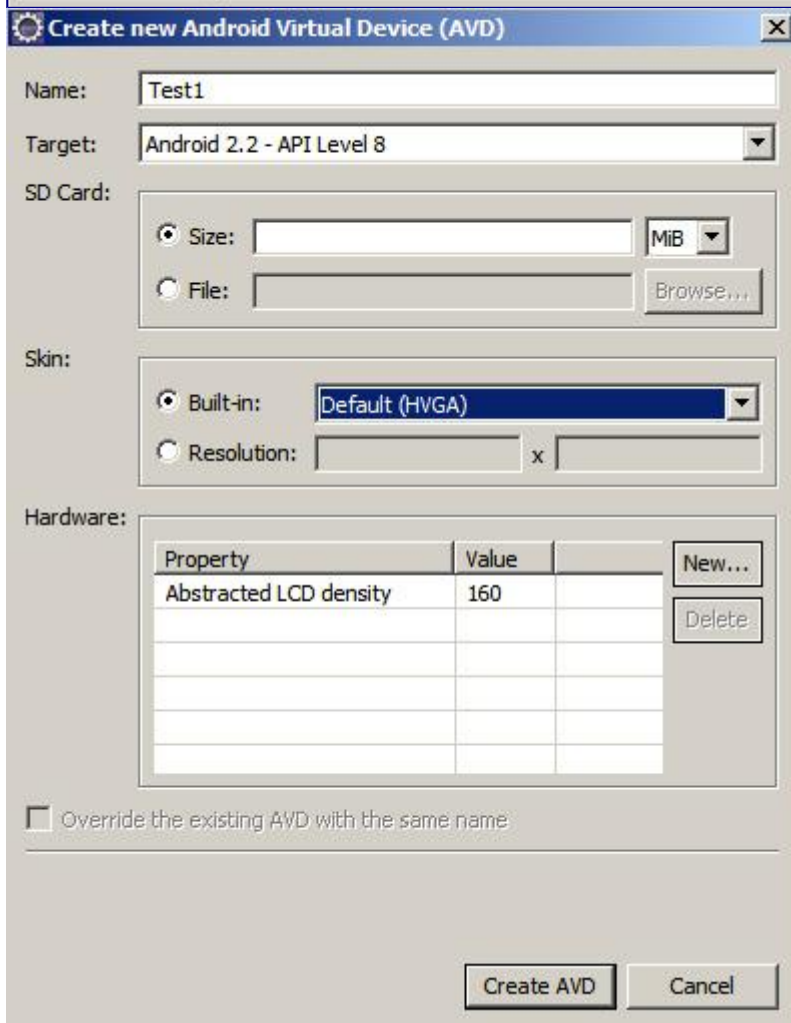 Create new Android Virtual Device (AVD)
Name: Test1
Target: Android 2.2 - API Level 8
SD Card:
Size: MiB
File: Browse...
Skin:
Built-in: Default (HVGA)
Resolution: x
Hardware:
Property Value New...
Abstracted LCD density 160
Delete
Override the existing AVD with the same name
Create AVD Cancel